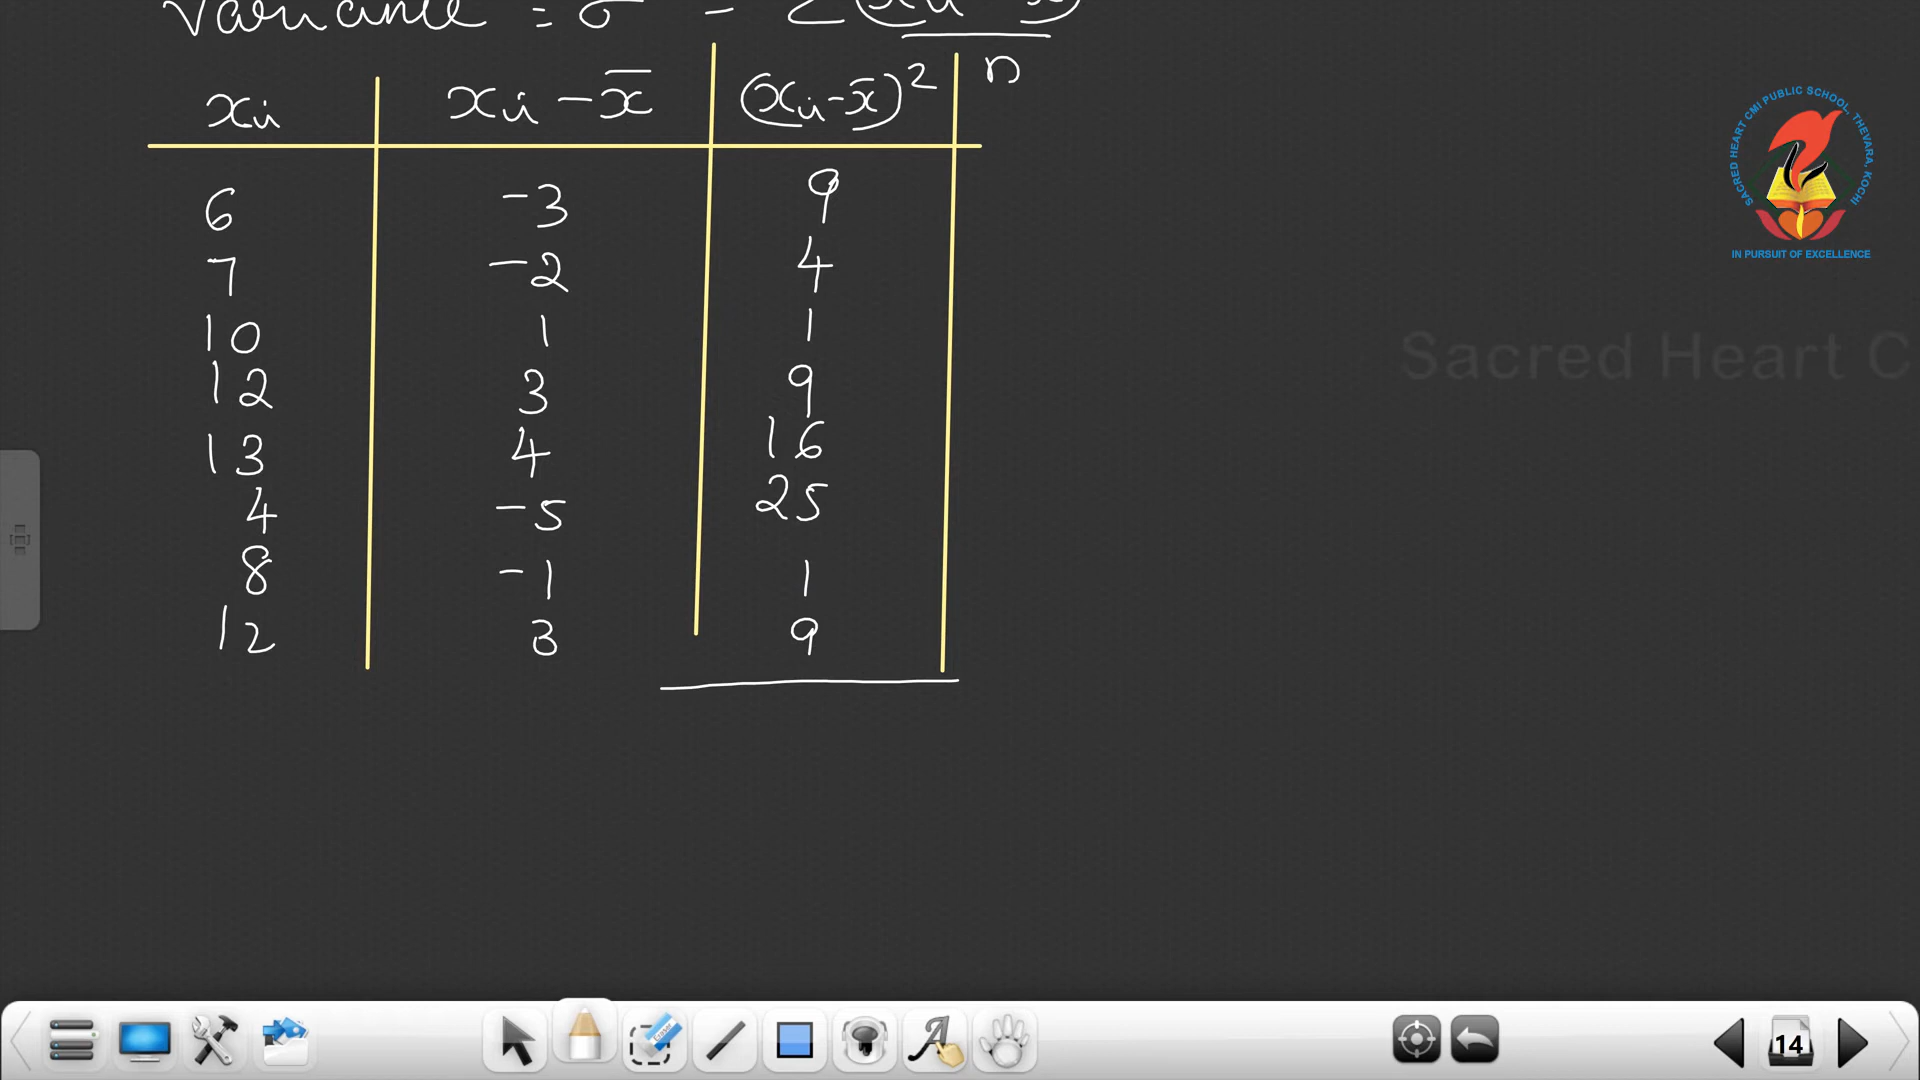 Variance = σ² = Σ(xi - x̄)²
n
xi | xi - x̄ | (xi - x̄)²
6 -3 9
7 -2 4
10 1 1
12 3 9
13 4 16
4 -5 25
8 -1 1
12 3 9
SACRED HEART CMI PUBLIC SCHOOL, THEVARA, KOCHI
IN PURSUIT OF EXCELLENCE
Sacred Heart C
eraser
A
14